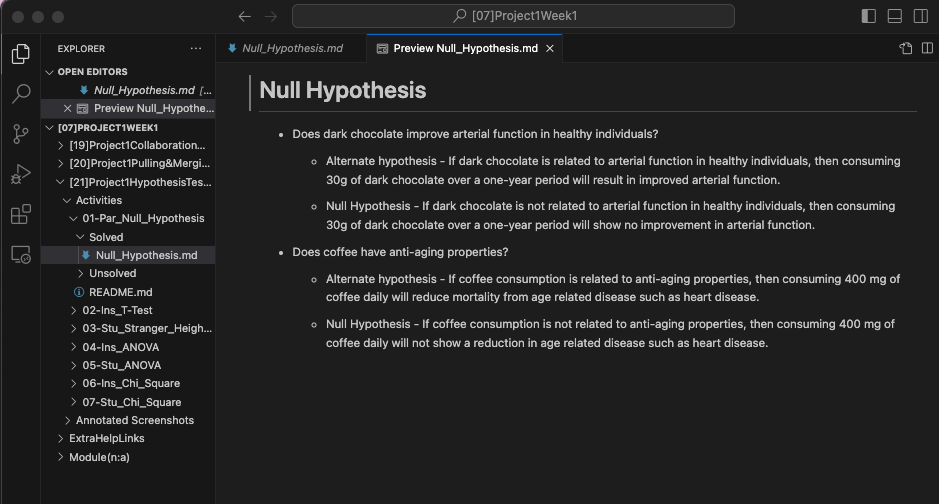 [07]Project1Week1
EXPLORER
Null_Hypothesis.md
Preview Null_Hypothesis.md
OPEN EDITORS
Null_Hypothesis.md [...
Preview Null_Hypothe...
[07]PROJECT1WEEK1
[19]Project1Collaboration...
[20]Project1Pulling&Mergi...
[21]Project1HypothesisTes...
Activities
01-Par_Null_Hypothesis
Solved
Null_Hypothesis.md
Unsolved
README.md
02-Ins_T-Test
03-Stu_Stranger_Heigh...
04-Ins_ANOVA
05-Stu_ANOVA
06-Ins_Chi_Square
07-Stu_Chi_Square
Annotated Screenshots
ExtraHelpLinks
Module(n:a)
Null Hypothesis
• Does dark chocolate improve arterial function in healthy individuals?
Alternate hypothesis - If dark chocolate is related to arterial function in healthy individuals, then consuming
30g of dark chocolate over a one-year period will result in improved arterial function.
Null Hypothesis - If dark chocolate is not related to arterial function in healthy individuals, then consuming
30g of dark chocolate over a one-year period will show no improvement in arterial function.
• Does coffee have anti-aging properties?
Alternate hypothesis - If coffee consumption is related to anti-aging properties, then consuming 400 mg of
coffee daily will reduce mortality from age related disease such as heart disease.
Null Hypothesis - If coffee consumption is not related to anti-aging properties, then consuming 400 mg of
coffee daily will not show a reduction in age related disease such as heart disease.